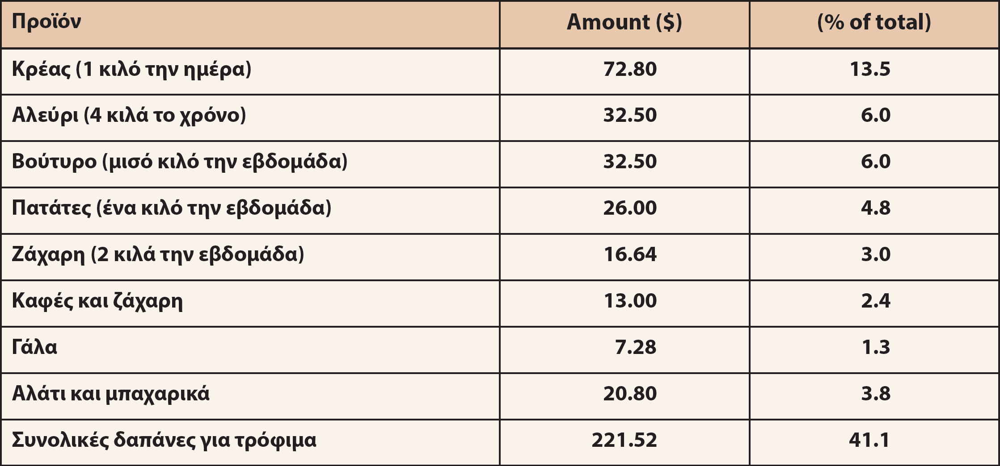 Προϊόν Amount ($) (% of total)
Κρέας (1 κιλό την ημέρα) 72.80 13.5
Αλεύρι (4 κιλά το χρόνο) 32.50 6.0
Βούτυρο (μισό κιλό την εβδομάδα) 32.50 6.0
Πατάτες (ένα κιλό την εβδομάδα) 26.00 4.8
Ζάχαρη (2 κιλά την εβδομάδα) 16.64 3.0
Καφές και ζάχαρη 13.00 2.4
Γάλα 7.28 1.3
Αλάτι και μπαχαρικά 20.80 3.8
Συνολικές δαπάνες για τρόφιμα 221.52 41.1